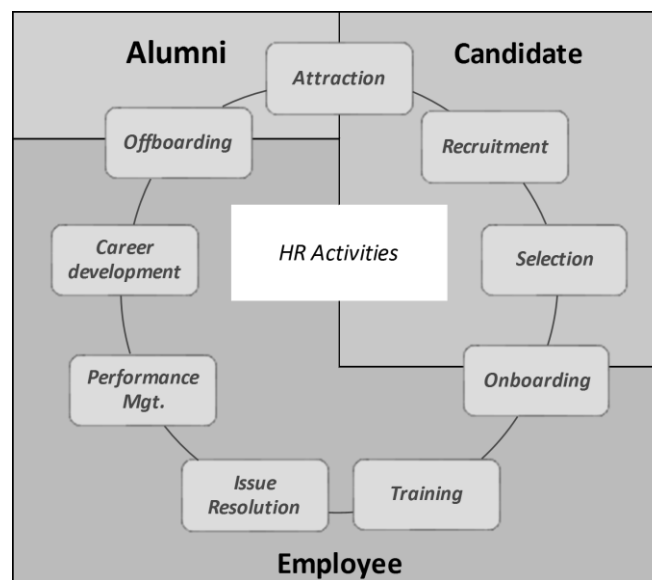 Alumni
Candidate
Attraction
Offboarding
Recruitment
HR Activities
Career
development
Selection
Performance
Mgt.
Onboarding
Issue
Resolution
Training
Employee